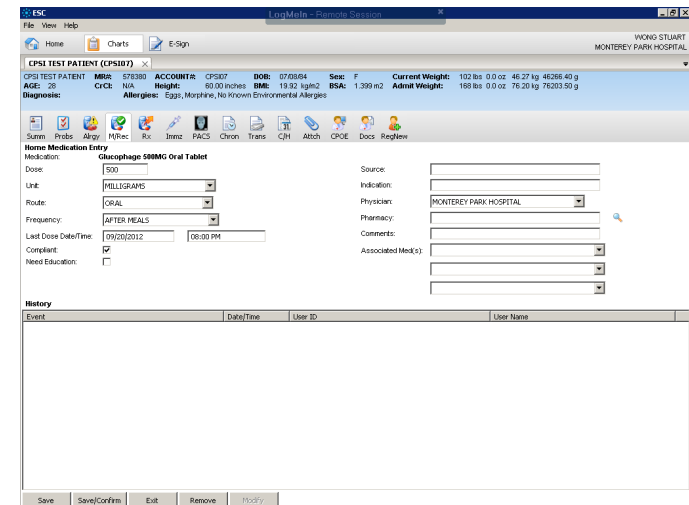 ESC LogMeIn - Remote Session
File View Help
Home Charts E-Sign WONG STUART
MONTEREY PARK HOSPITAL
CPSI TEST PATIENT (CPSI07)
CPSI TEST PATIENT MR#: 578380 ACCOUNT#: CPSI07 DOB: 07/08/84 Sex: F Current Weight: 102 lbs 0.0 oz 46.27 kg 46266.40 g
AGE: 28 CrCl: N/A Height: 60.00 inches BMI: 19.92 kg/m2 BSA: 1.399 m2 Admit Weight: 168 lbs 0.0 oz 76.20 kg 76203.50 g
Diagnosis: Allergies: Eggs, Morphine, No Known Environmental Allergies
Summ Probs Alrgy M/Rec Rx Immz PACS Chron Trans C/H Attch CPOE Docs RegNew
Home Medication Entry
Medication: Glucophage 500MG Oral Tablet
Dose: 500 Source:
Unit: MILLIGRAMS Indication:
Route: ORAL Physician: MONTEREY PARK HOSPITAL
Frequency: AFTER MEALS Pharmacy:
Last Dose Date/Time: 09/20/2012 08:00 PM Comments:
Compliant: Associated Med(s):
Need Education:
History
Event Date/Time User ID User Name
Save Save/Confirm Exit Remove Modify